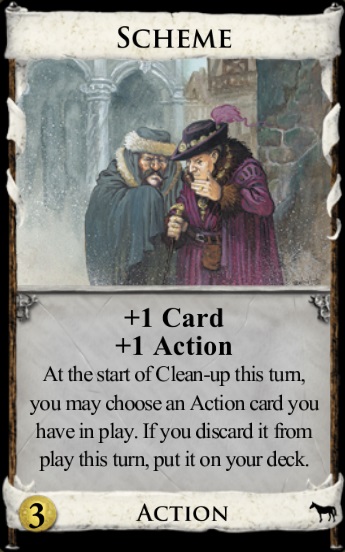 SCHEME
+1 Card
+1 Action
At the start of Clean-up this turn,
you may choose an Action card you
have in play. If you discard it from
play this turn, put it on your deck.
3 ACTION